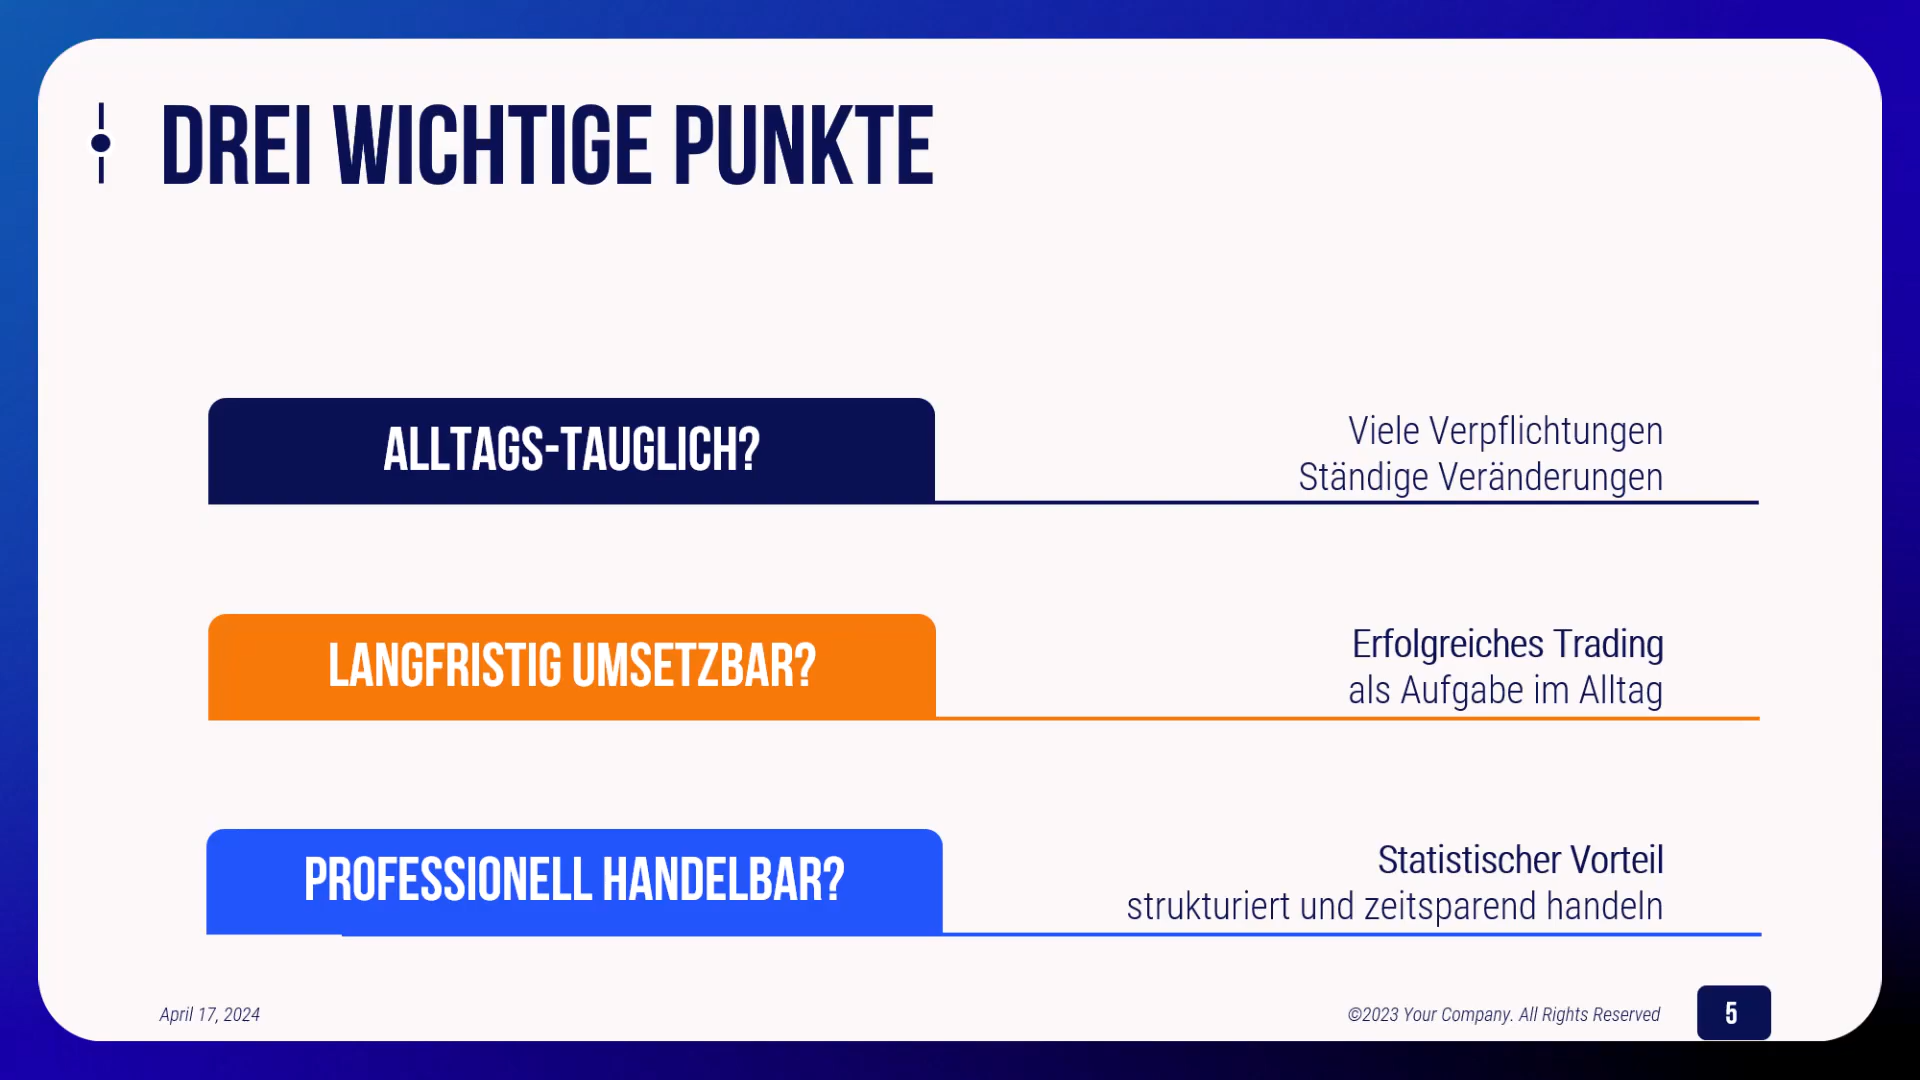 DREI WICHTIGE PUNKTE
ALLTAGS-TAUGLICH?
Viele Verpflichtungen
Ständige Veränderungen
LANGFRISTIG UMSETZBAR?
Erfolgreiches Trading
als Aufgabe im Alltag
PROFESSIONELL HANDELBAR?
Statistischer Vorteil
strukturiert und zeitsparend handeln
April 17, 2024
©2023 Your Company. All Rights Reserved
5